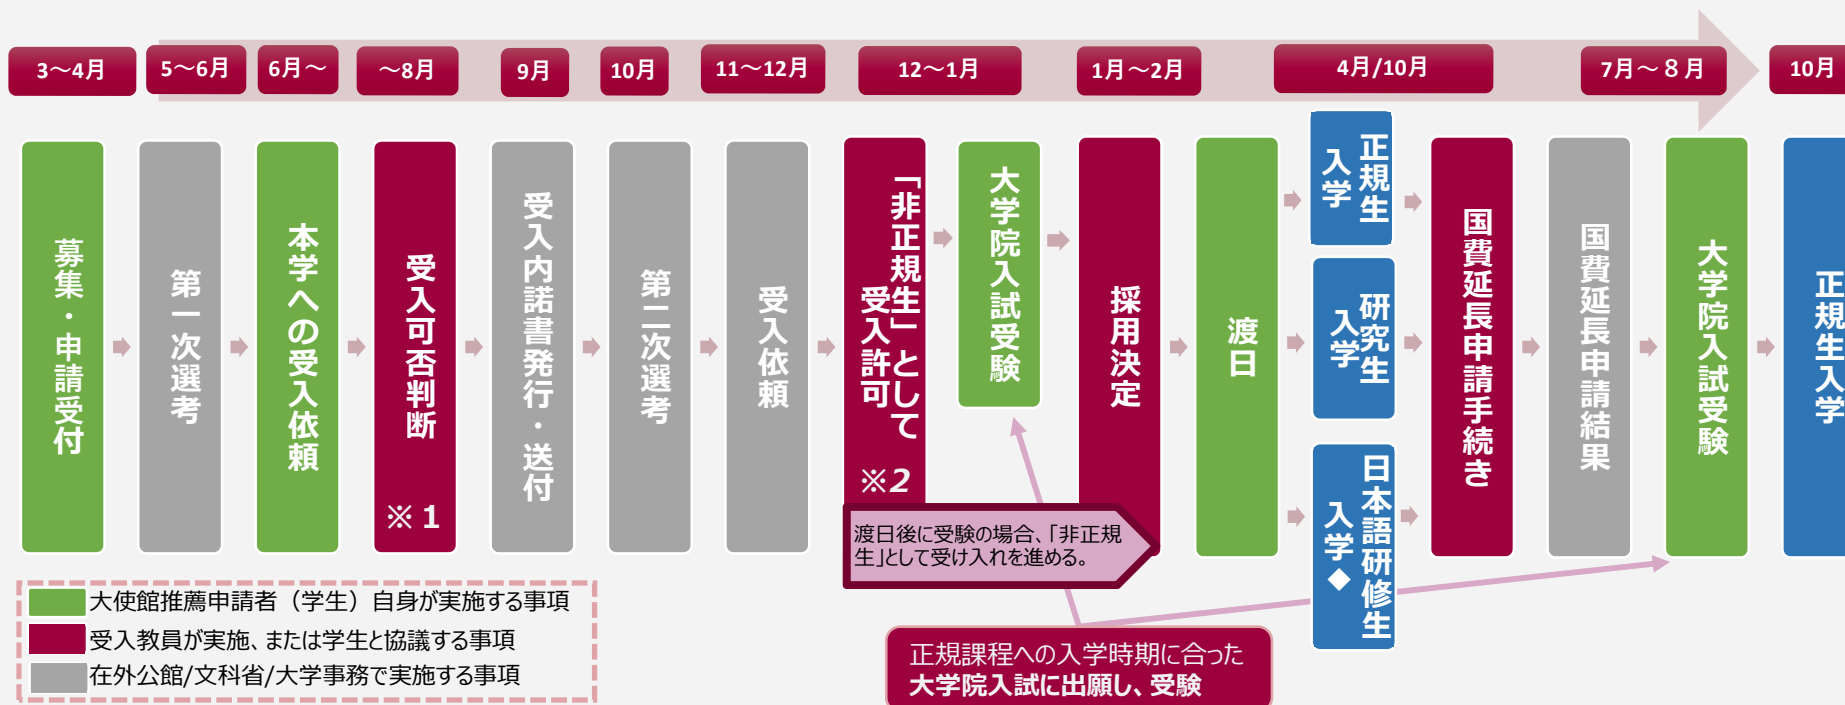 3～4月
5～6月
6月～
～8月
9月
10月
11～12月
12～1月
1月～2月
4月/10月
7月～８月
10月
募集・申請受付
第一次選考
本学への受入依頼
受入可否判断
※１
受入内諾書発行・送付
第二次選考
受入依頼
「非正規生」として
受入許可
※2
大学院入試受験
採用決定
渡日
正規生
入学
研究生
入学
日本語研修生
入学◆
国費延長申請手続き
国費延長申請結果
大学院入試受験
正規生入学
渡日後に受験の場合、「非正規
生」として受け入れを進める。
正規課程への入学時期に合った
大学院入試に出願し、受験
大使館推薦申請者（学生）自身が実施する事項
受入教員が実施、または学生と協議する事項
在外公館/文科省/大学事務で実施する事項